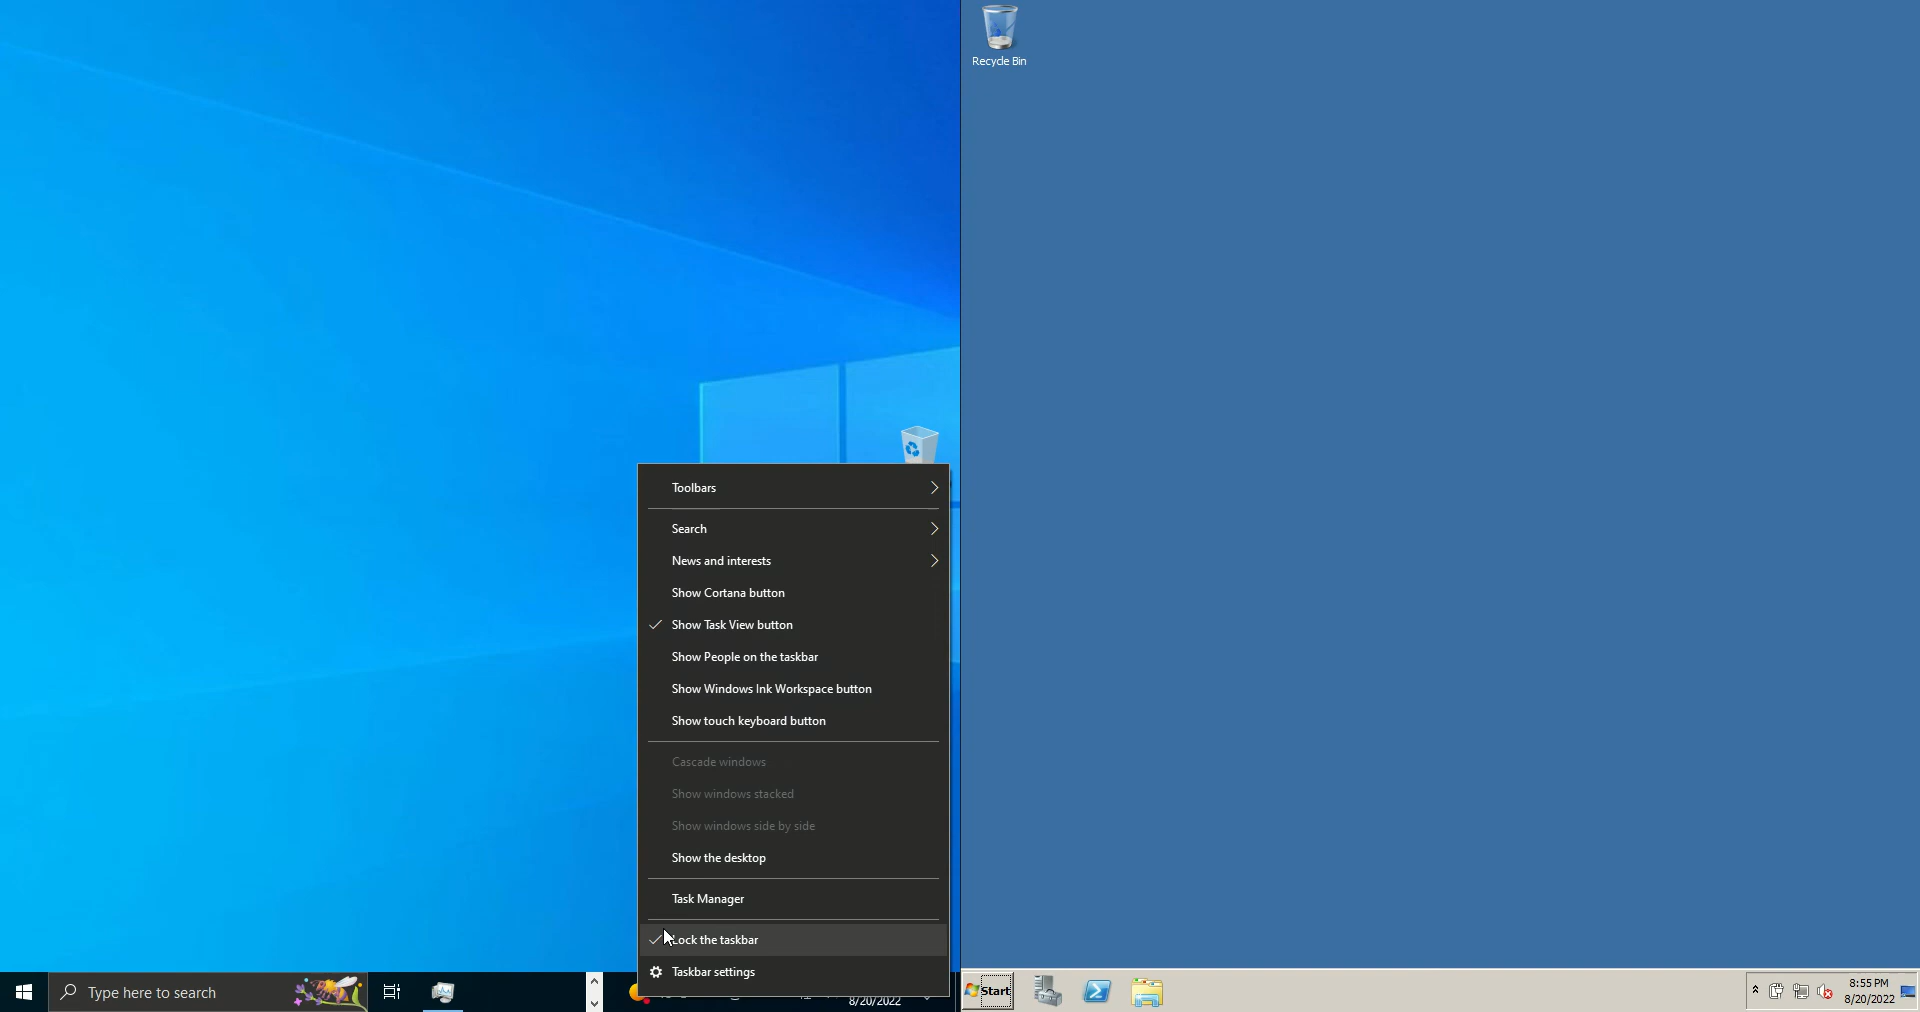 Recycle Bin
Toolbars
Search
News and interests
Show Cortana button
Show Task View button
Show People on the taskbar
Show Windows Ink Workspace button
Show touch keyboard button
Cascade windows
Show windows stacked
Show windows side by side
Show the desktop
Task Manager
Lock the taskbar
Taskbar settings
Type here to search
8/20/2022
Start
8:55 PM
8/20/2022